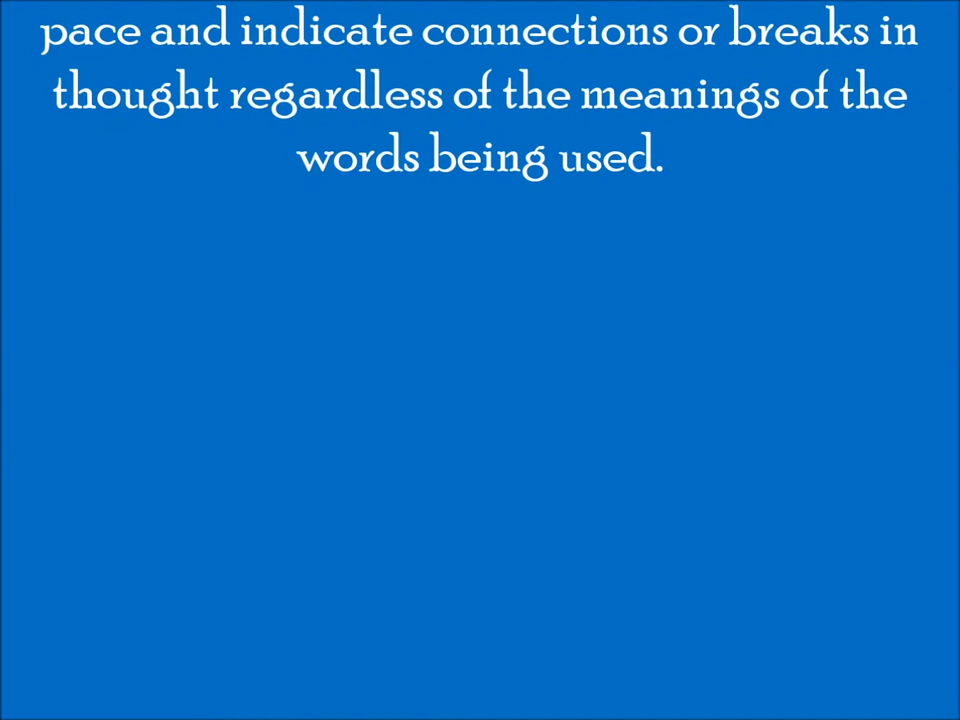 pace and indicate connections or breaks in
thought regardless of the meanings of the
words being used.